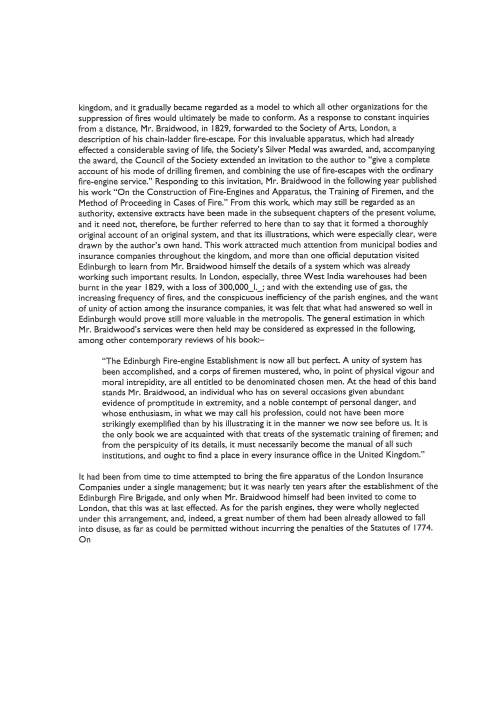 kingdom, and it gradually became regarded as a model to which all other organizations for the
suppression of fires would ultimately be made to conform. As a response to constant inquiries
from a distance, Mr. Braidwood, in 1829, forwarded to the Society of Arts, London, a
description of his chain-ladder fire-escape. For this invaluable apparatus, which had already
effected a considerable saving of life, the Society's Silver Medal was awarded, and, accompanying
the award, the Council of the Society extended an invitation to the author to "give a complete
account of his mode of drilling firemen, and combining the use of fire-escapes with the ordinary
fire-engine service." Responding to this invitation, Mr. Braidwood in the following year published
his work "On the Construction of Fire-Engines and Apparatus, the Training of Firemen, and the
Method of Proceeding in Cases of Fire." From this work, which may still be regarded as an
authority, extensive extracts have been made in the subsequent chapters of the present volume,
and it need not, therefore, be further referred to here than to say that it formed a thoroughly
original account of an original system, and that its illustrations, which were especially clear, were
drawn by the author's own hand. This work attracted much attention from municipal bodies and
insurance companies throughout the kingdom, and more than one official deputation visited
Edinburgh to learn from Mr. Braidwood himself the details of a system which was already
working such important results. In London, especially, three West India warehouses had been
burnt in the year 1829, with a loss of 300,000_l._; and with the extending use of gas, the
increasing frequency of fires, and the conspicuous inefficiency of the parish engines, and the want
of unity of action among the insurance companies, it was felt that what had answered so well in
Edinburgh would prove still more valuable in the metropolis. The general estimation in which
Mr. Braidwood's services were then held may be considered as expressed in the following,
among other contemporary reviews of his book:–
"The Edinburgh Fire-engine Establishment is now all but perfect. A unity of system has
been accomplished, and a corps of firemen mustered, who, in point of physical vigour and
moral intrepidity, are all entitled to be denominated chosen men. At the head of this band
stands Mr. Braidwood, an individual who has on several occasions given abundant
evidence of promptitude in extremity, and a noble contempt of personal danger, and
whose enthusiasm, in what we may call his profession, could not have been more
strikingly exemplified than by his illustrating it in the manner we now see before us. It is
the only book we are acquainted with that treats of the systematic training of firemen; and
from the perspicuity of its details, it must necessarily become the manual of all such
institutions, and ought to find a place in every insurance office in the United Kingdom."
It had been from time to time attempted to bring the fire apparatus of the London Insurance
Companies under a single management; but it was nearly ten years after the establishment of the
Edinburgh Fire Brigade, and only when Mr. Braidwood himself had been invited to come to
London, that this was at last effected. As for the parish engines, they were wholly neglected
under this arrangement, and, indeed, a great number of them had been already allowed to fall
into disuse, as far as could be permitted without incurring the penalties of the Statutes of 1774.
On